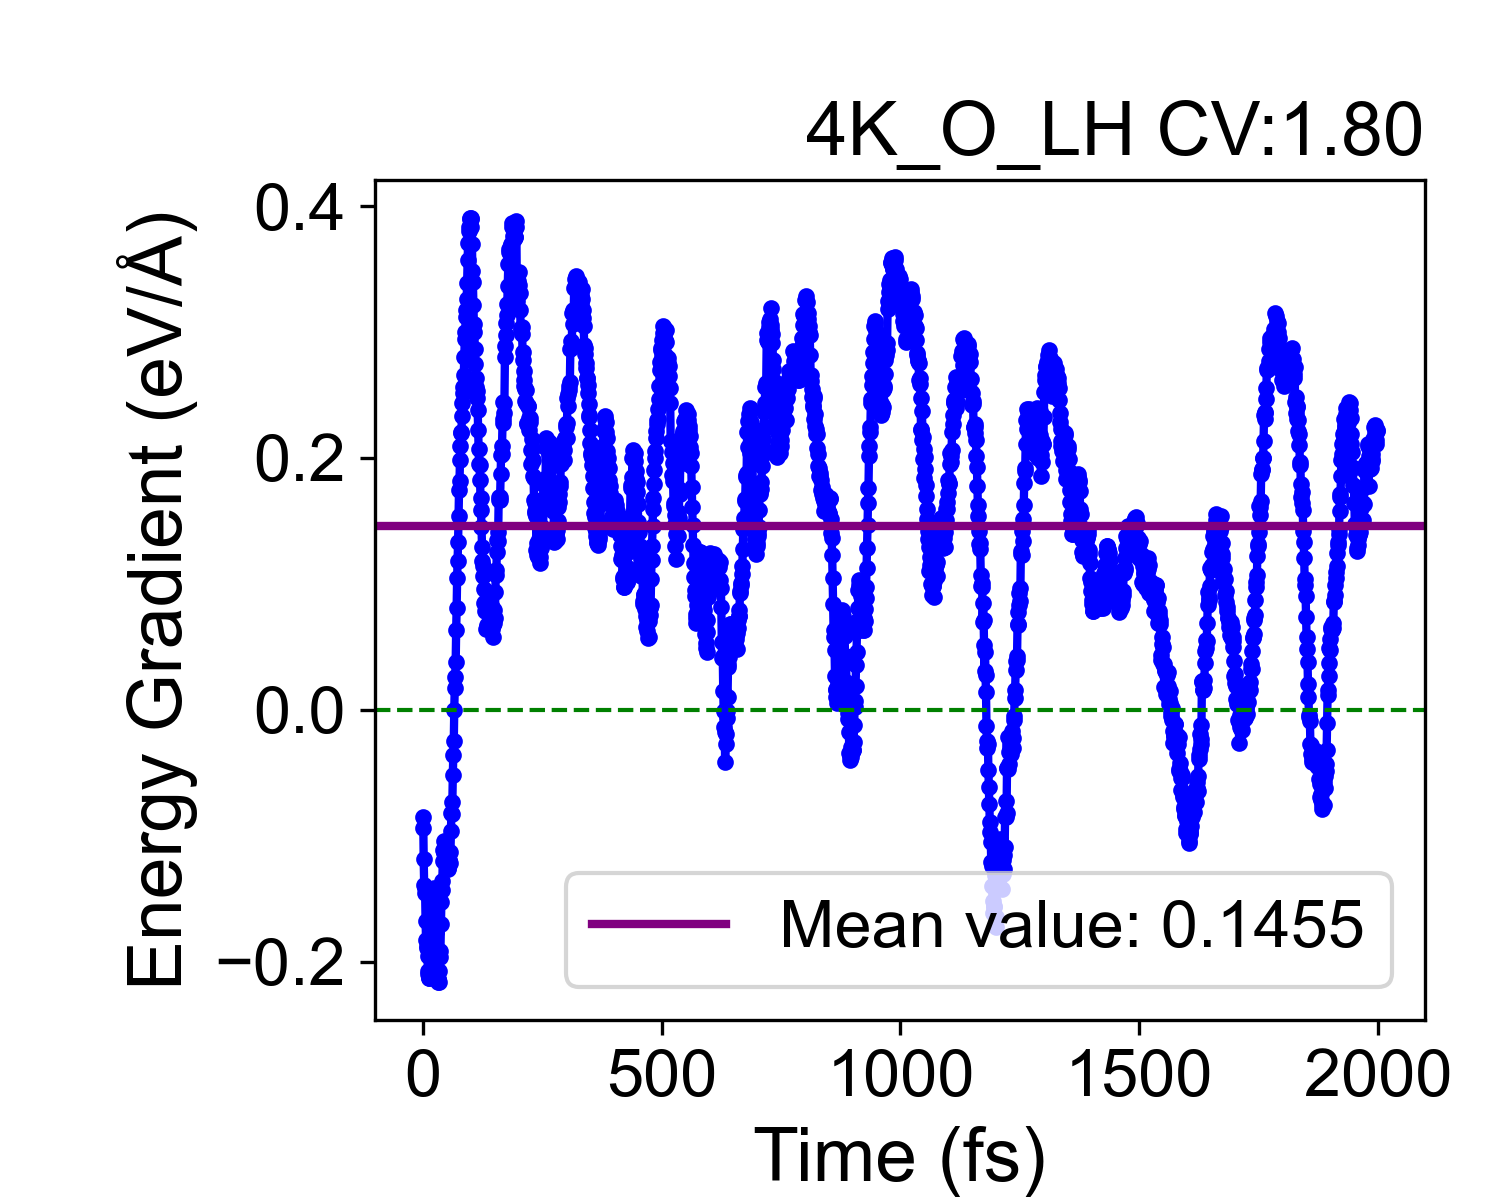 4K_O_LH CV:1.80
Energy Gradient (eV/Å)
0.4
0.2
0.0
−0.2
Mean value: 0.1455
0 500 1000 1500 2000
Time (fs)